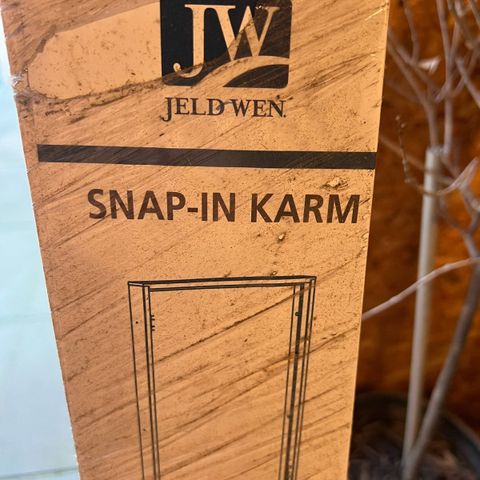 JW
JELD WEN.
SNAP-IN KARM